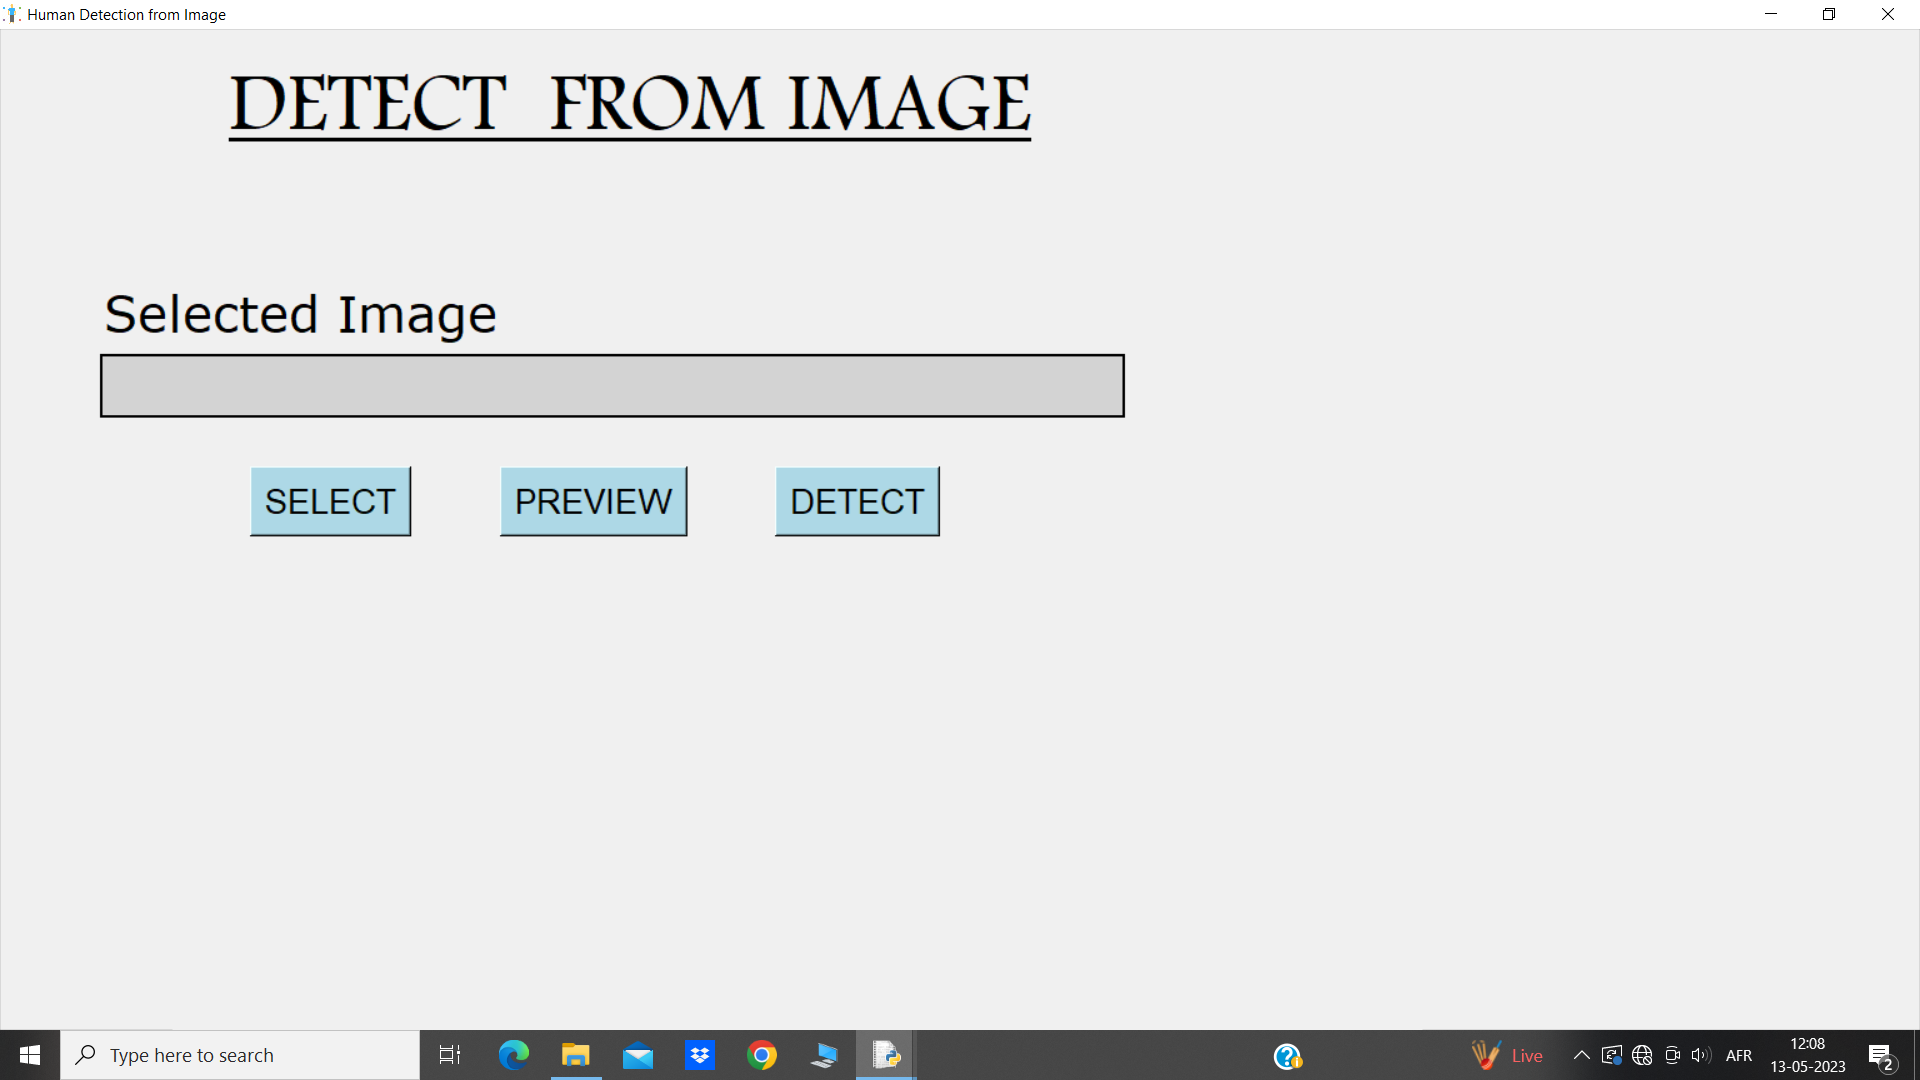 Human Detection from Image
DETECT FROM IMAGE
Selected Image
SELECT PREVIEW DETECT
Type here to search
Live
AFR
12:08
13-05-2023
2